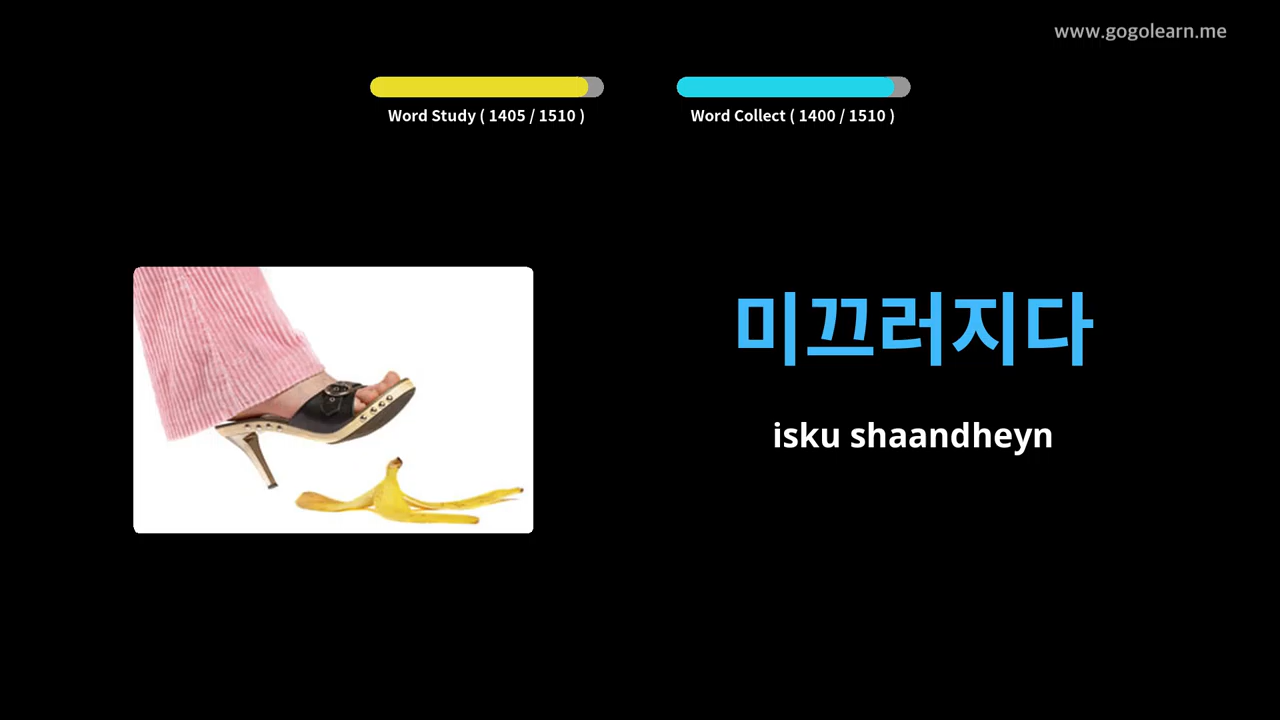 www.gogolearn.me
Word Study ( 1405 / 1510 )
Word Collect ( 1400 / 1510 )
미끄러지다
isku shaandheyn